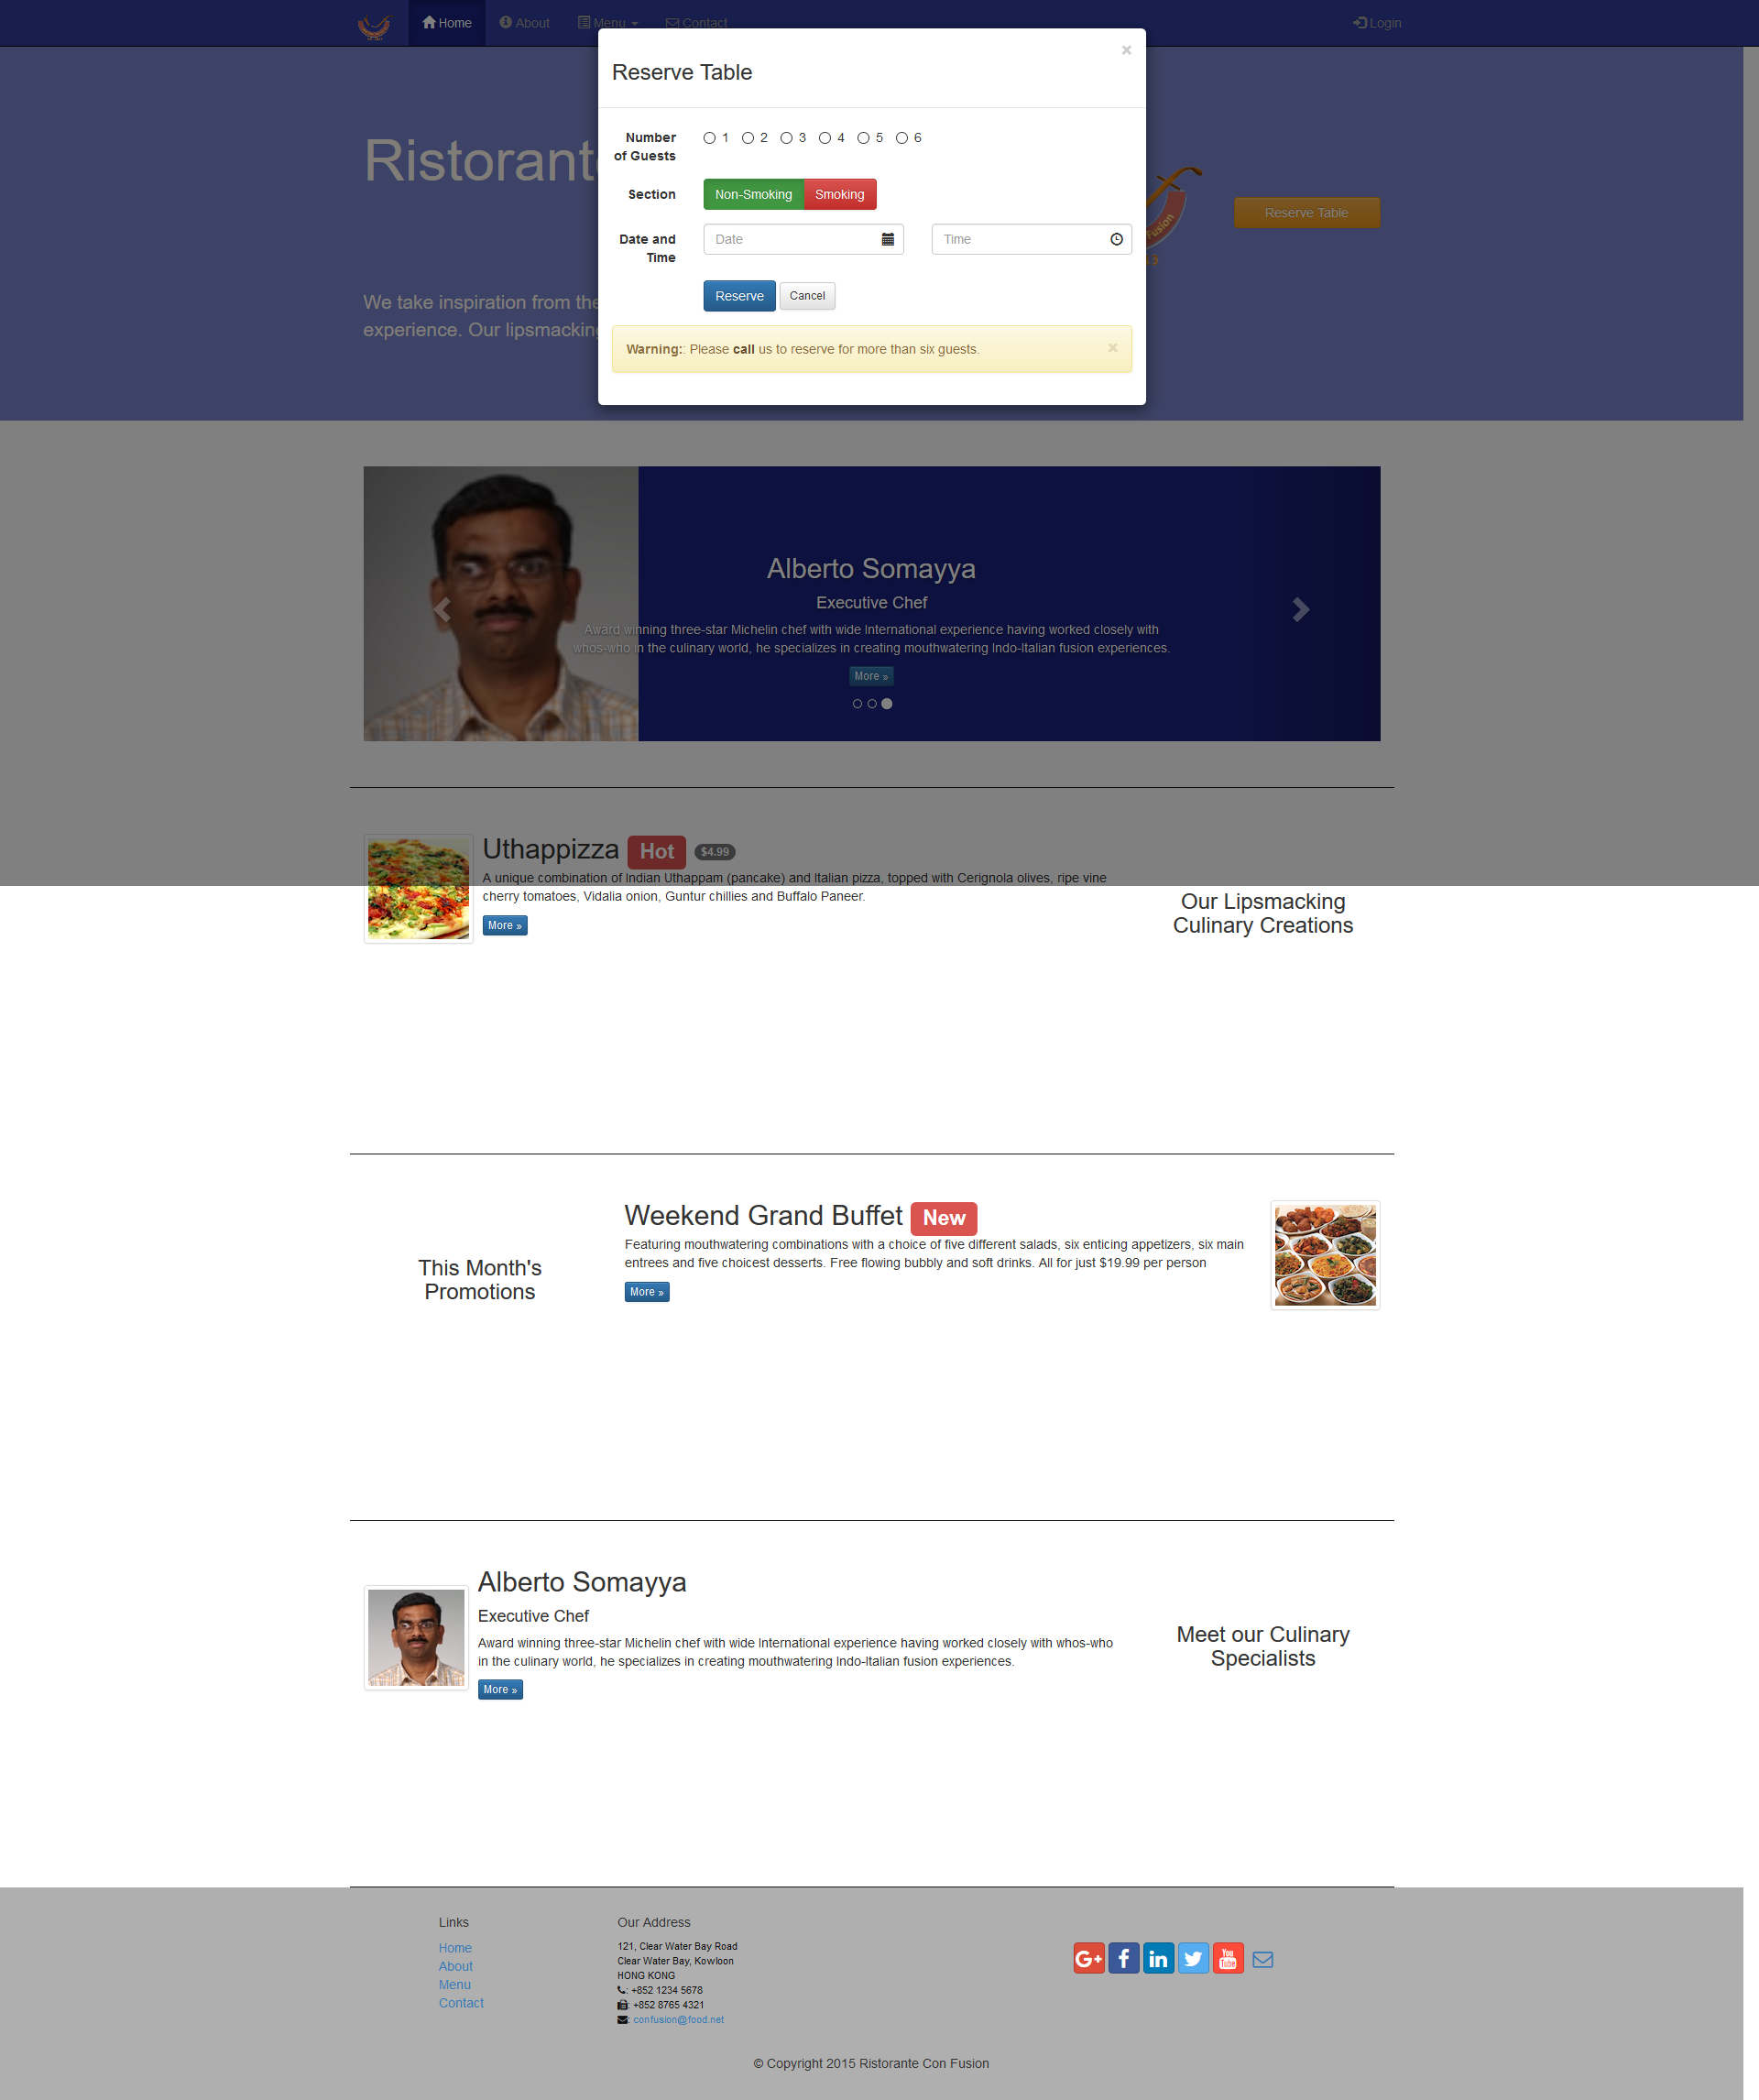 Home About Menu Contact Login
×
Reserve Table
Number
of Guests
1 2 3 4 5 6
Section
Non-Smoking Smoking
Date and
Time
Date Time
Reserve Cancel
Warning:: Please call us to reserve for more than six guests. ×
Ristorante
Fusion
Reserve Table
We take inspiration from the
experience. Our lipsmacking
Alberto Somayya
Executive Chef
Award winning three-star Michelin chef with wide International experience having worked closely with
whos-who in the culinary world, he specializes in creating mouthwatering Indo-Italian fusion experiences.
More »
Uthappizza Hot $4.99
A unique combination of Indian Uthappam (pancake) and Italian pizza, topped with Cerignola olives, ripe vine
cherry tomatoes, Vidalia onion, Guntur chillies and Buffalo Paneer.
More »
Our Lipsmacking
Culinary Creations
This Month's
Promotions
Weekend Grand Buffet New
Featuring mouthwatering combinations with a choice of five different salads, six enticing appetizers, six main
entrees and five choicest desserts. Free flowing bubbly and soft drinks. All for just $19.99 per person
More »
Alberto Somayya
Executive Chef
Award winning three-star Michelin chef with wide International experience having worked closely with whos-who
in the culinary world, he specializes in creating mouthwatering Indo-Italian fusion experiences.
More »
Meet our Culinary
Specialists
Links
Home
About
Menu
Contact
Our Address
121, Clear Water Bay Road
Clear Water Bay, Kowloon
HONG KONG
: +852 1234 5678
: +852 8765 4321
: confusion@food.net
G+ f in You Tube
© Copyright 2015 Ristorante Con Fusion